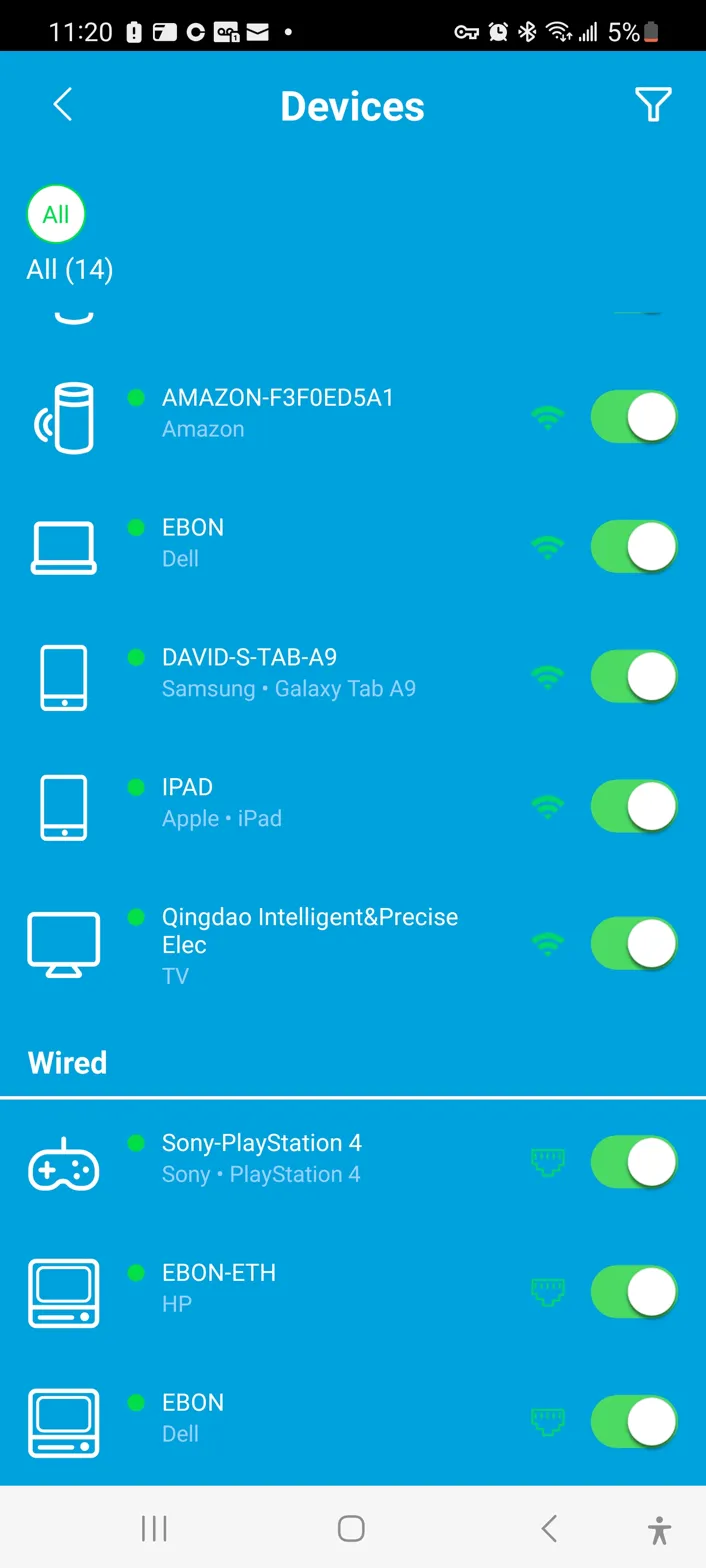 11:20
5%
Devices
All
All (14)
AMAZON-F3F0ED5A1
Amazon
EBON
Dell
DAVID-S-TAB-A9
Samsung • Galaxy Tab A9
IPAD
Apple • iPad
Qingdao Intelligent&Precise
Elec
TV
Wired
Sony-PlayStation 4
Sony • PlayStation 4
EBON-ETH
HP
EBON
Dell